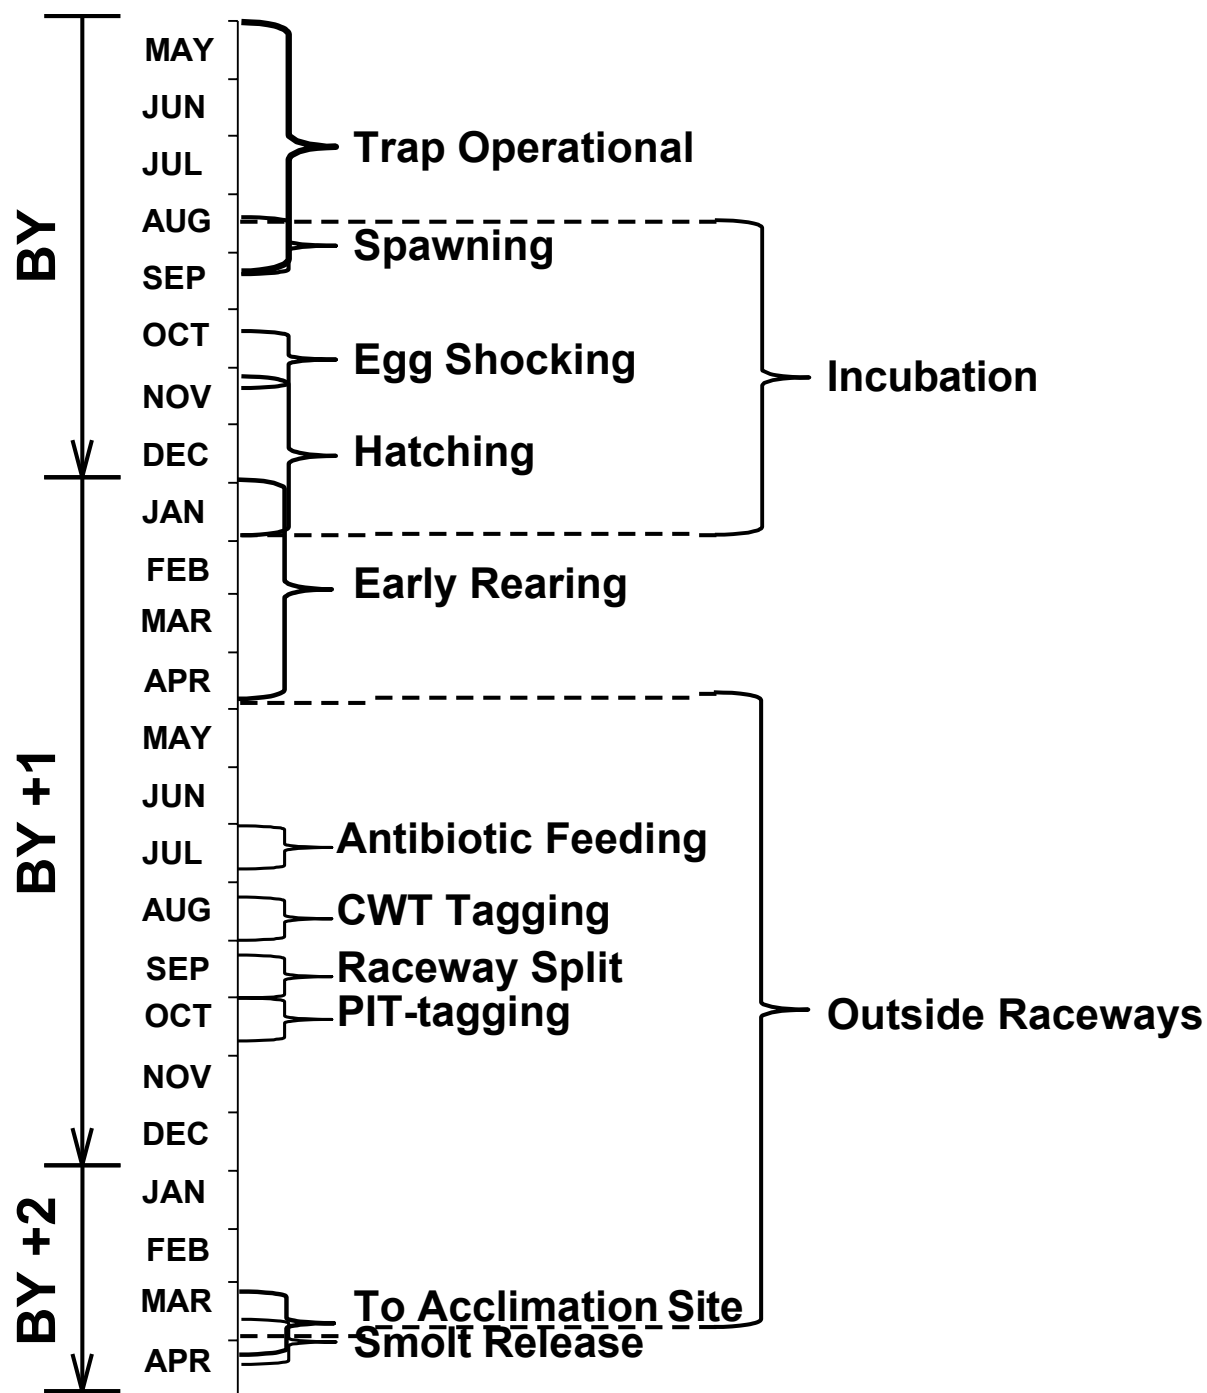 BY
MAY
JUN
Trap Operational
JUL
AUG
Spawning
SEP
OCT
Egg Shocking
Incubation
NOV
Hatching
DEC
BY +1
JAN
Early Rearing
FEB
MAR
APR
MAY
JUN
Antibiotic Feeding
JUL
CWT Tagging
AUG
Raceway Split
SEP
PIT-tagging
OCT
Outside Raceways
NOV
DEC
BY +2
JAN
FEB
MAR
To Acclimation Site
Smolt Release
APR